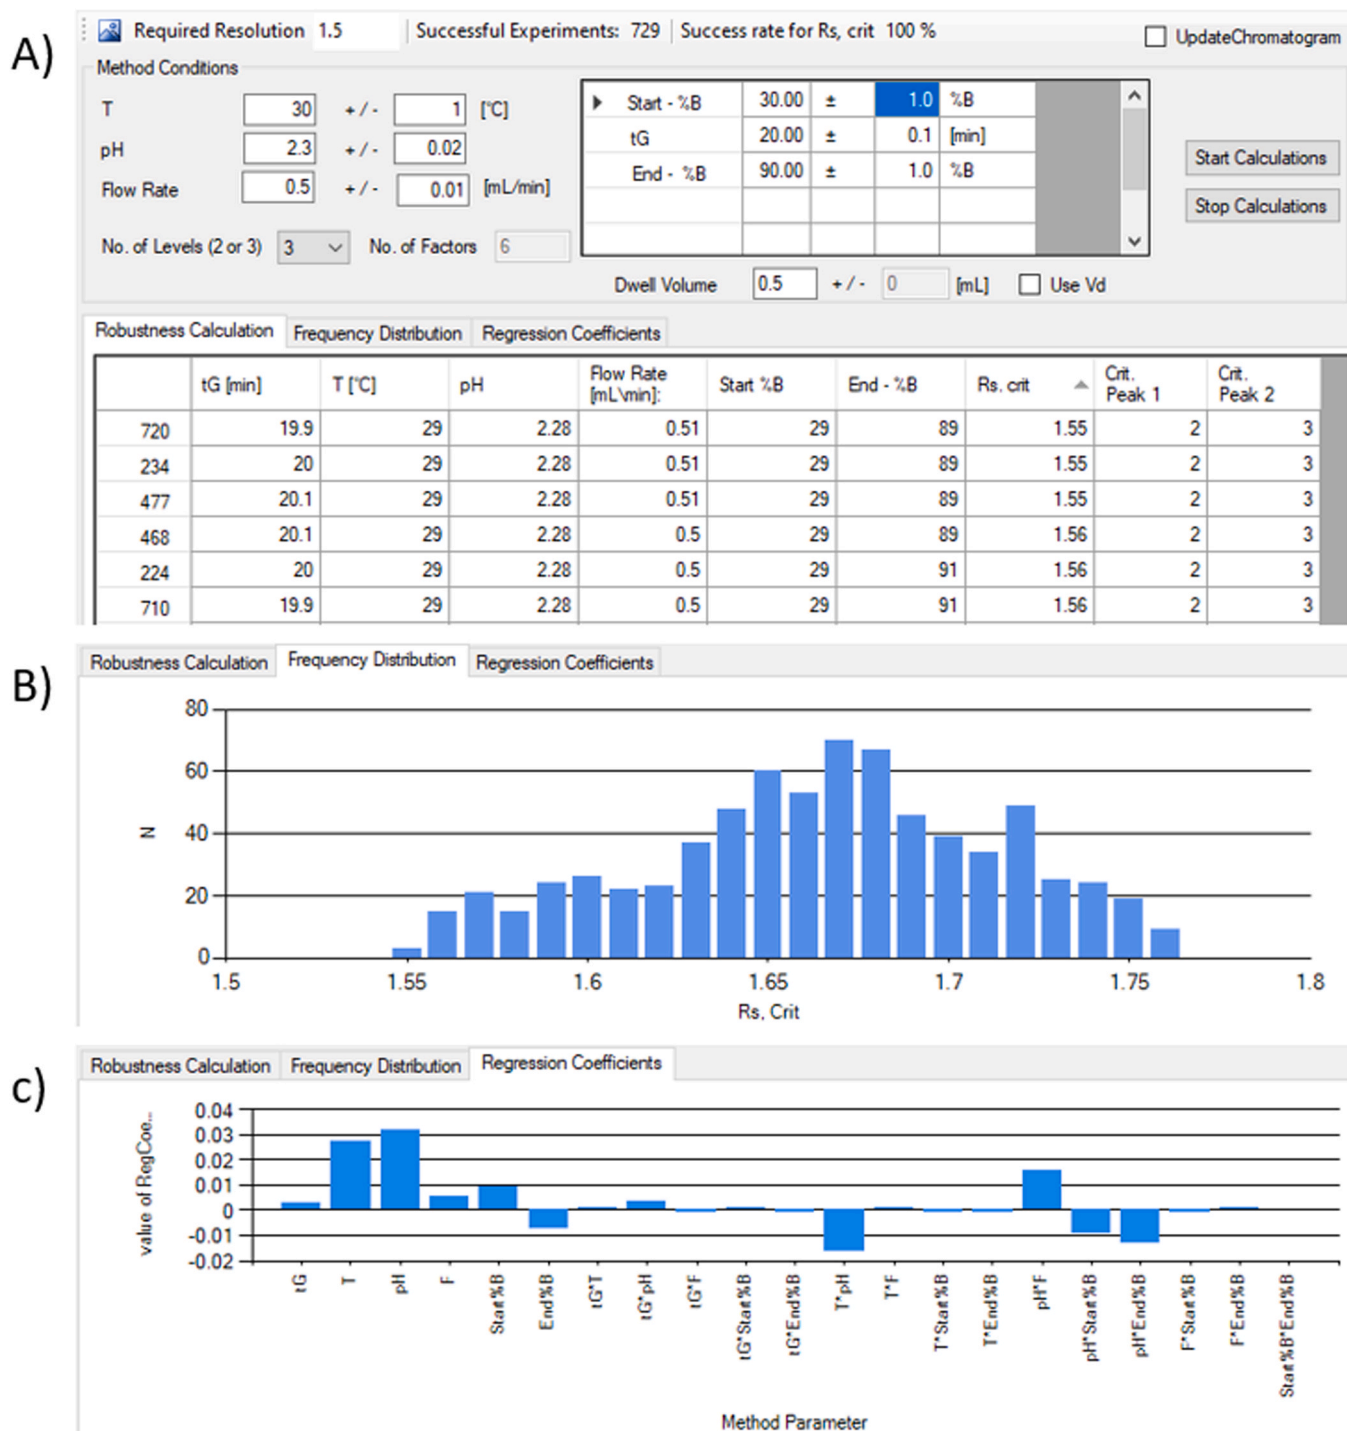 A)
Required Resolution 1.5 Successful Experiments: 729 Success rate for Rs, crit 100 % UpdateChromatogram
Method Conditions
T 30 + / - 1 [°C]
pH 2.3 + / - 0.02
Flow Rate 0.5 + / - 0.01 [mL/min]
No. of Levels (2 or 3) 3 No. of Factors 6
Start - %B 30.00 ± 1.0 %B
tG 20.00 ± 0.1 [min]
End - %B 90.00 ± 1.0 %B
Dwell Volume 0.5 + / - 0 [mL] Use Vd
Start Calculations
Stop Calculations
Robustness Calculation Frequency Distribution Regression Coefficients
tG [min] T [°C] pH Flow Rate [mL\min]: Start %B End - %B Rs. crit Crit. Peak 1 Crit. Peak 2
720 19.9 29 2.28 0.51 29 89 1.55 2 3
234 20 29 2.28 0.51 29 89 1.55 2 3
477 20.1 29 2.28 0.51 29 89 1.55 2 3
468 20.1 29 2.28 0.5 29 89 1.56 2 3
224 20 29 2.28 0.5 29 91 1.56 2 3
710 19.9 29 2.28 0.5 29 91 1.56 2 3
B)
Robustness Calculation Frequency Distribution Regression Coefficients
80
60
40
20
0
N
1.5 1.55 1.6 1.65 1.7 1.75 1.8
Rs, Crit
c)
Robustness Calculation Frequency Distribution Regression Coefficients
value of RegCoe...
0.04
0.03
0.02
0.01
0
-0.01
-0.02
tG
T
pH
F
Start%B
End%B
tG*T
tG*pH
tG*F
tG*Start%B
tG*End%B
T*pH
T*F
T*Start%B
T*End%B
pH*F
pH*Start%B
pH*End%B
F*Start%B
F*End%B
Start%B*End%B
Method Parameter